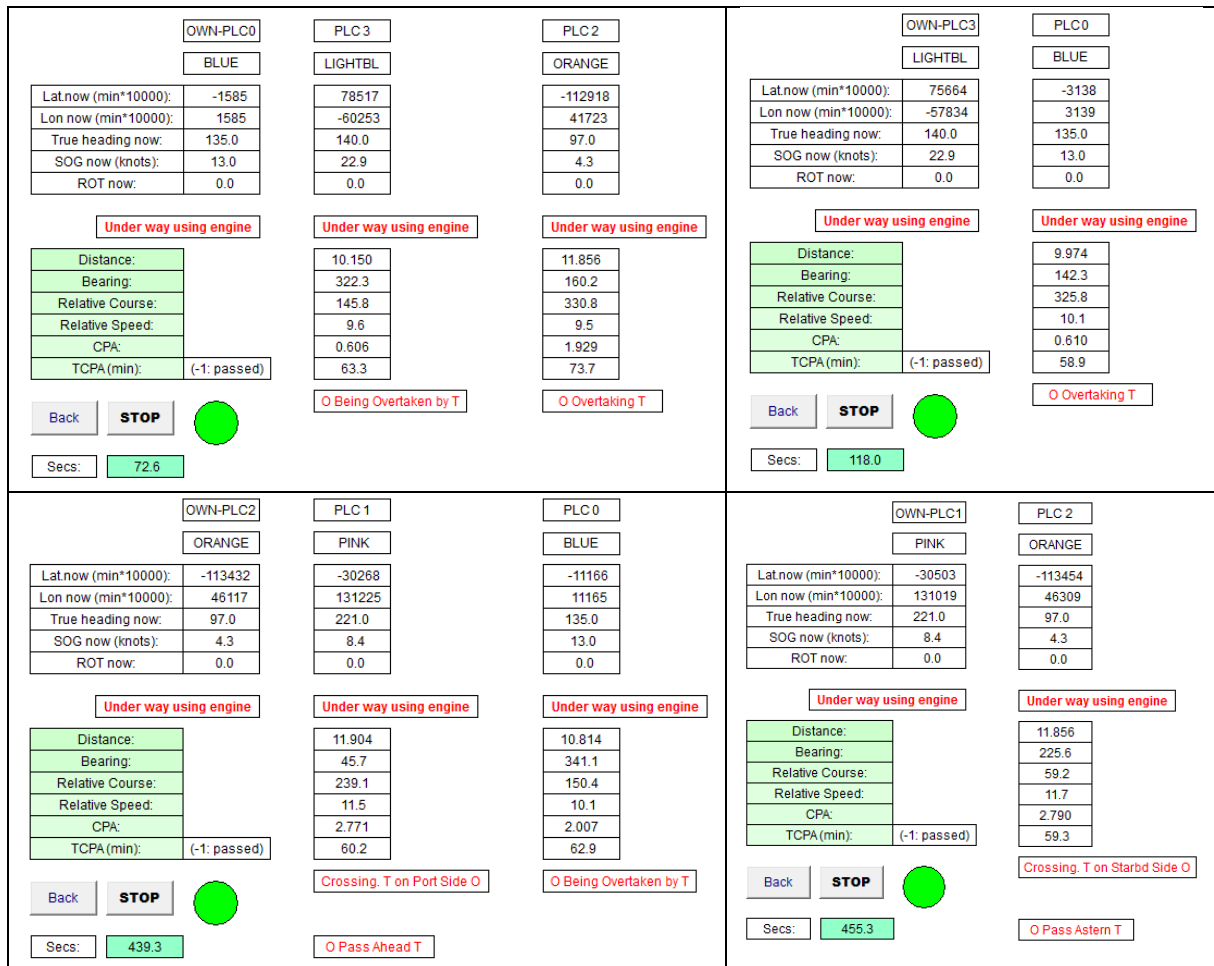 OWN-PLC0 PLC 3 PLC 2
BLUE LIGHTBL ORANGE
Lat.now (min*10000): -1585 78517 -112918
Lon now (min*10000): 1585 -60253 41723
True heading now: 135.0 140.0 97.0
SOG now (knots): 13.0 22.9 4.3
ROT now: 0.0 0.0 0.0
Under way using engine Under way using engine Under way using engine
Distance: 10.150 11.856
Bearing: 322.3 160.2
Relative Course: 145.8 330.8
Relative Speed: 9.6 9.5
CPA: 0.606 1.929
TCPA (min): (-1: passed) 63.3 73.7
O Being Overtaken by T O Overtaking T
Back STOP
Secs: 72.6
OWN-PLC3 PLC 0
LIGHTBL BLUE
Lat.now (min*10000): 75664 -3138
Lon now (min*10000): -57834 3139
True heading now: 140.0 135.0
SOG now (knots): 22.9 13.0
ROT now: 0.0 0.0
Under way using engine Under way using engine
Distance: 9.974
Bearing: 142.3
Relative Course: 325.8
Relative Speed: 10.1
CPA: 0.610
TCPA (min): (-1: passed) 58.9
O Overtaking T
Back STOP
Secs: 118.0
OWN-PLC2 PLC 1 PLC 0
ORANGE PINK BLUE
Lat.now (min*10000): -113432 -30268 -11166
Lon now (min*10000): 46117 131225 11165
True heading now: 97.0 221.0 135.0
SOG now (knots): 4.3 8.4 13.0
ROT now: 0.0 0.0 0.0
Under way using engine Under way using engine Under way using engine
Distance: 11.904 10.814
Bearing: 45.7 341.1
Relative Course: 239.1 150.4
Relative Speed: 11.5 10.1
CPA: 2.771 2.007
TCPA (min): (-1: passed) 60.2 62.9
Crossing. T on Port Side O O Being Overtaken by T
Back STOP
Secs: 439.3 O Pass Ahead T
OWN-PLC1 PLC 2
PINK ORANGE
Lat.now (min*10000): -30503 -113454
Lon now (min*10000): 131019 46309
True heading now: 221.0 97.0
SOG now (knots): 8.4 4.3
ROT now: 0.0 0.0
Under way using engine Under way using engine
Distance: 11.856
Bearing: 225.6
Relative Course: 59.2
Relative Speed: 11.7
CPA: 2.790
TCPA (min): (-1: passed) 59.3
Crossing. T on Starbd Side O
Back STOP
Secs: 455.3 O Pass Astern T